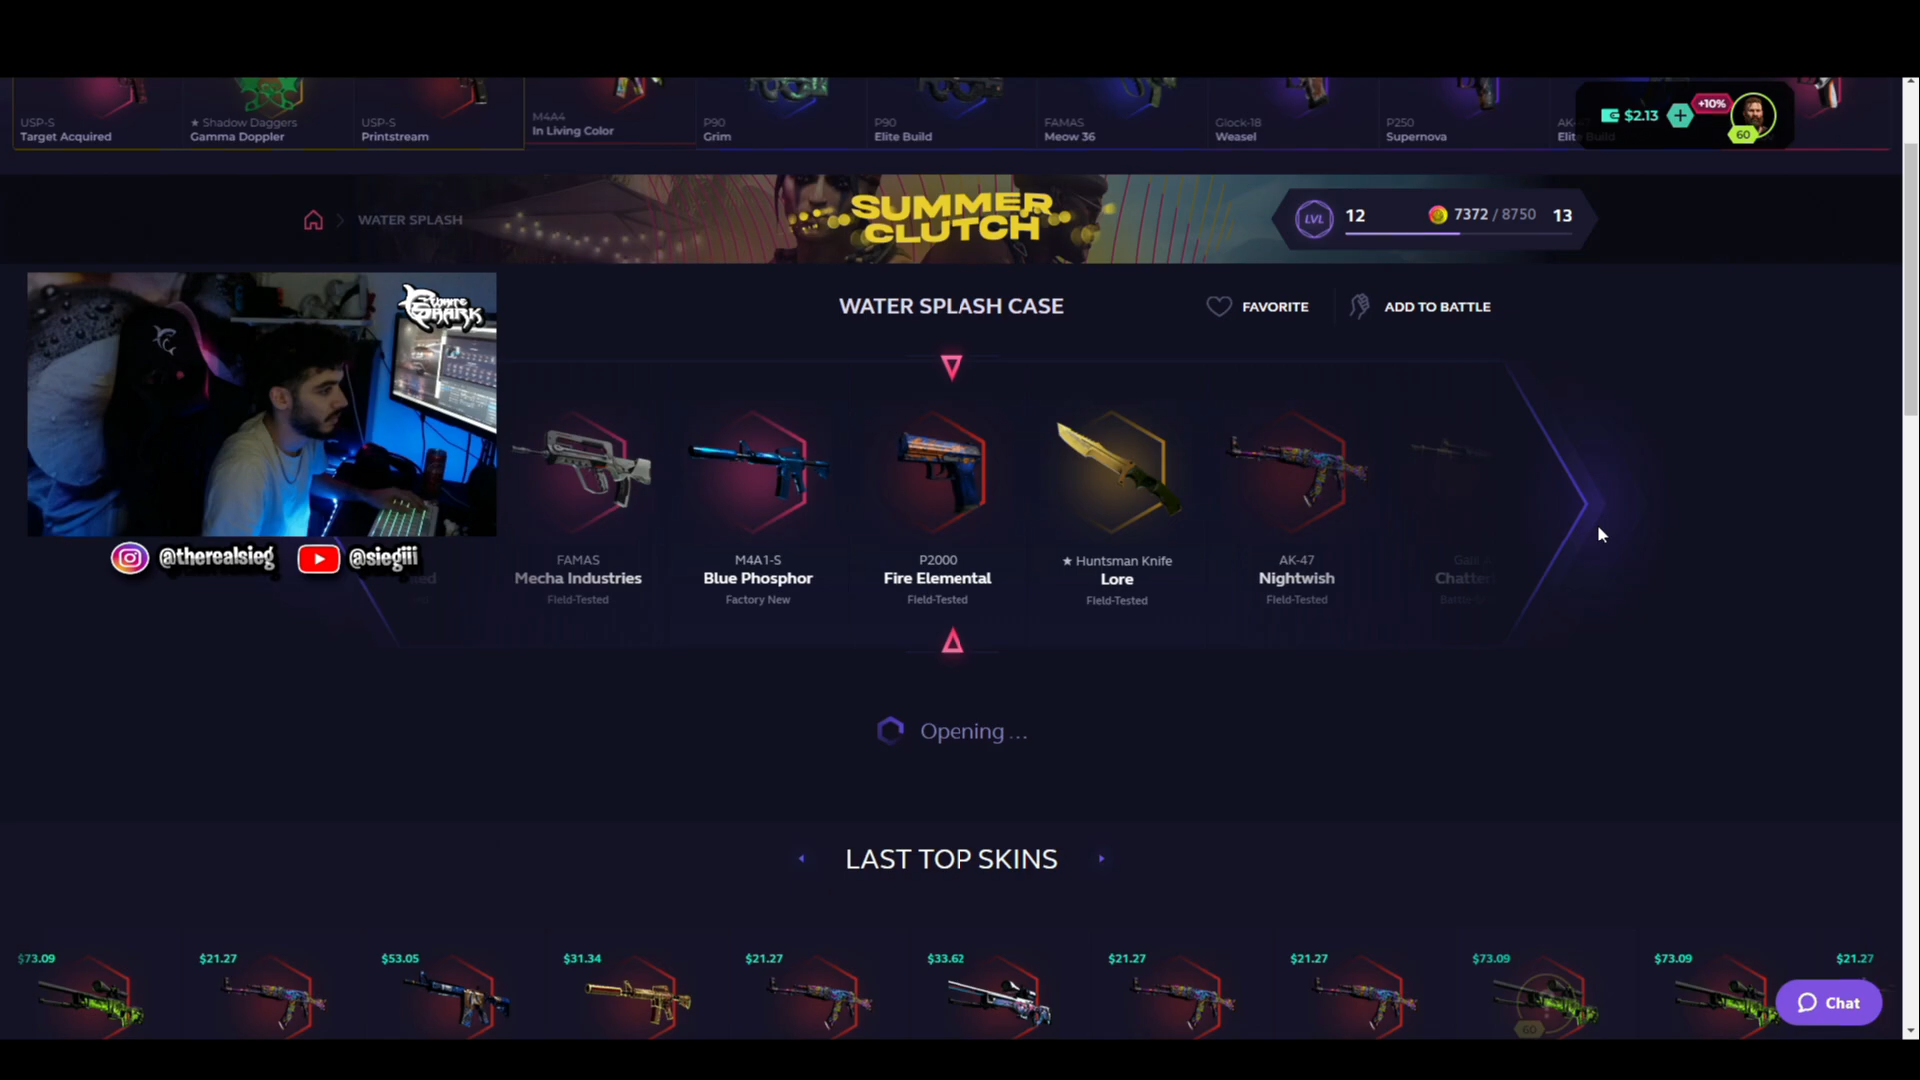 USP-S
Target Acquired
★ Shadow Daggers
Gamma Doppler
USP-S
Printstream
M4A4
In Living Color
P90
Grim
P90
Elite Build
FAMAS
Meow 36
Glock-18
Weasel
P250
Supernova
Elite Build
$2.13
+10%
60
WATER SPLASH
SUMMER
CLUTCH
LVL
12
7372 / 8750
13
WATER SPLASH CASE
FAVORITE
ADD TO BATTLE
SHARK
@therealsieg
@siegiii
FAMAS
Mecha Industries
Field-Tested
M4A1-S
Blue Phosphor
Factory New
P2000
Fire Elemental
Field-Tested
★ Huntsman Knife
Lore
Field-Tested
AK-47
Nightwish
Field-Tested
Opening ...
LAST TOP SKINS
$73.09
$21.27
$53.05
$31.34
$21.27
$33.62
$21.27
$21.27
$73.09
$73.09
$21.27
60
Chat